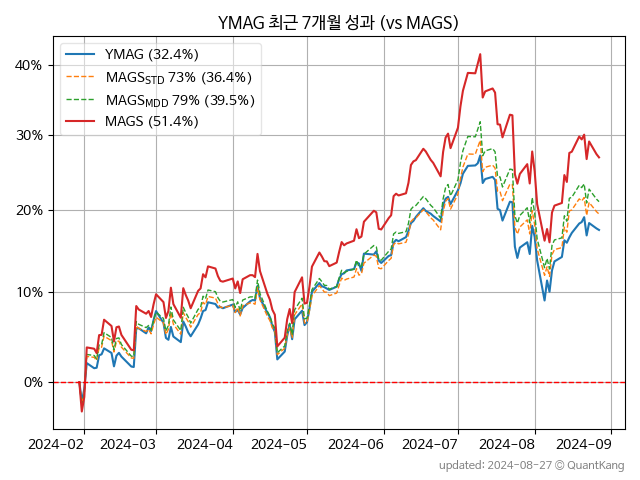 YMAG 최근 7개월 성과 (vs MAGS)
YMAG (32.4%)
MAGS_STD 73% (36.4%)
MAGS_MDD 79% (39.5%)
MAGS (51.4%)
40%
30%
20%
10%
0%
2024-02 2024-03 2024-04 2024-05 2024-06 2024-07 2024-08 2024-09
updated: 2024-08-27 © QuantKang